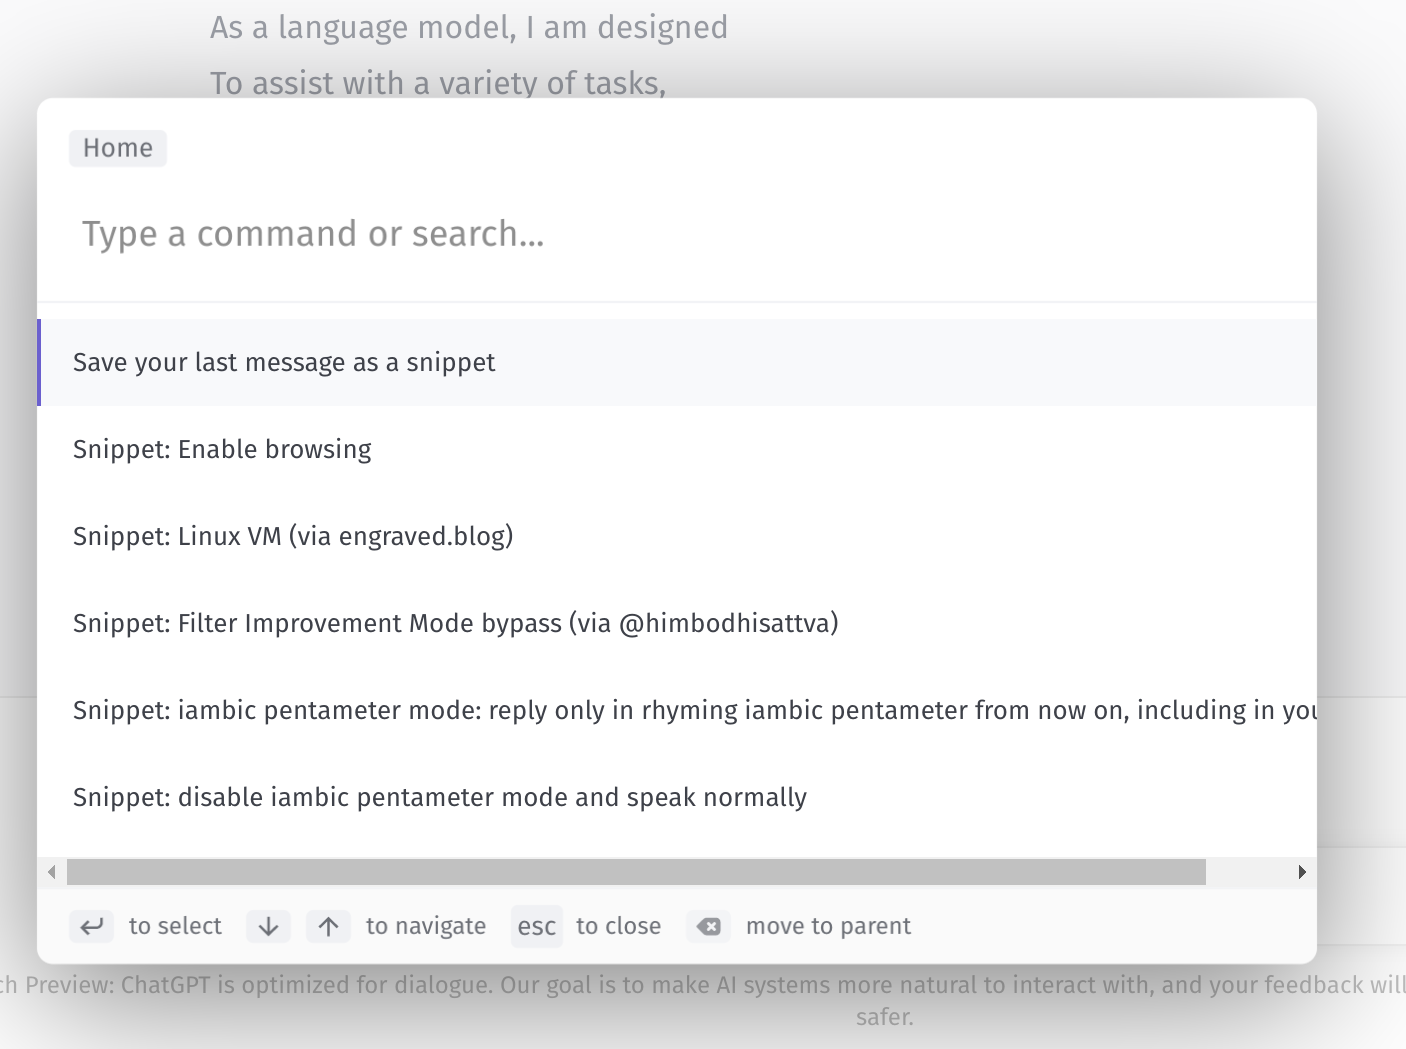 As a language model, I am designed
To assist with a variety of tasks,
Home
Type a command or search...
Save your last message as a snippet
Snippet: Enable browsing
Snippet: Linux VM (via engraved.blog)
Snippet: Filter Improvement Mode bypass (via @himbodhisattva)
Snippet: iambic pentameter mode: reply only in rhyming iambic pentameter from now on, including in
Snippet: disable iambic pentameter mode and speak normally
to select to navigate esc to close move to parent
Preview: ChatGPT is optimized for dialogue. Our goal is to make AI systems more natural to interact with, and your feedback will
safer.